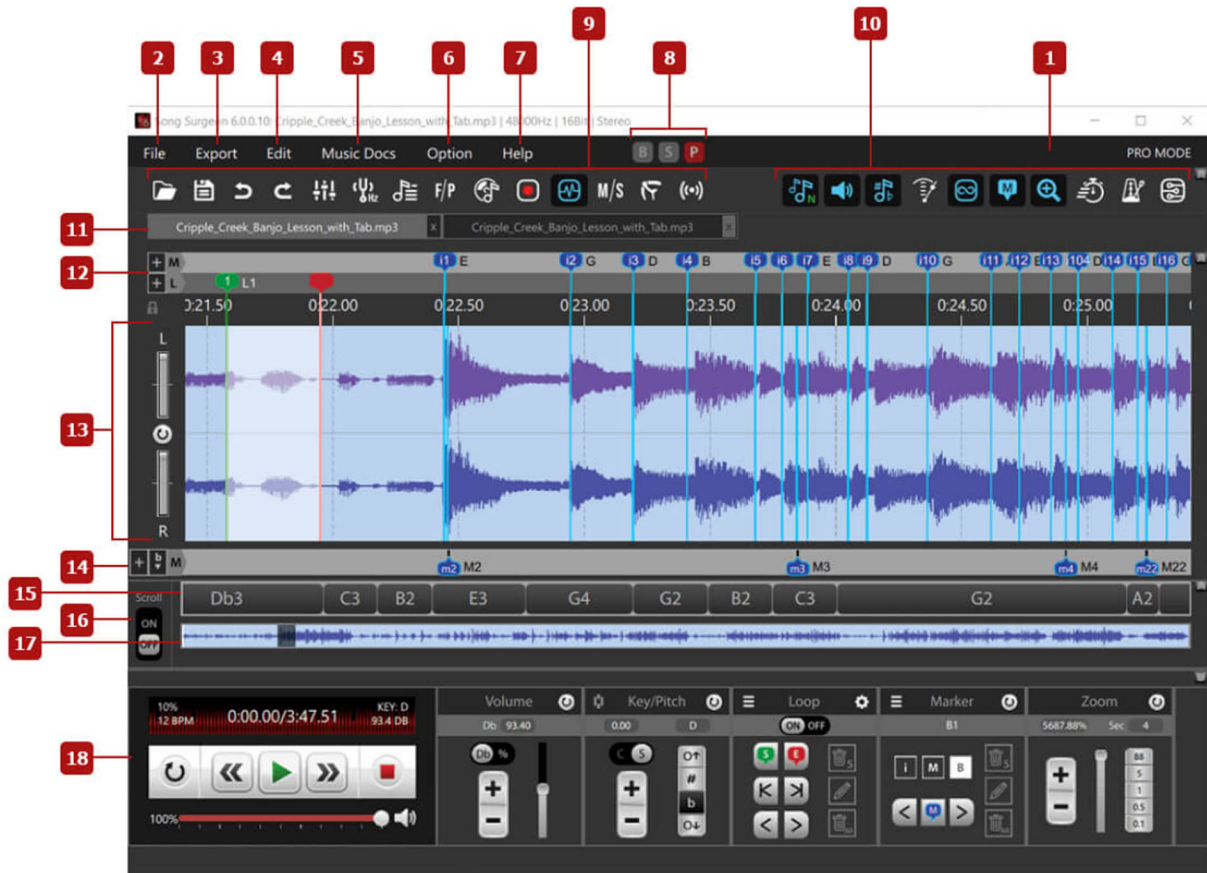 9 10
2 3 4 5 6 7 8 1
Song Surgeon 6.0.0.10: Cripple_Creek_Banjo_Lesson_with_Tab.mp3 | 48000Hz | 16Bit | Stereo
File Export Edit Music Docs Option Help B S P PRO MODE
Hz F/P M/S N M
11 Cripple_Creek_Banjo_Lesson_with_Tab.mp3 x Cripple_Creek_Banjo_Lesson_with_Tab.mp3 x
+ M i1 E i2 G i3 D i4 B i5 i6 i7 E i8 i9 D i10 G i11 i12 i13 i104 D i14 i15 i16
12
+ L 1 L1
0:22.00 0:22.50 0:23.00 0:23.50 0:24.00 0:24.50 0:25.00
L
13
R
14 + b M m2 M2 m3 M3 m4 M4 m22 M22
15 Scroll Db3 C3 B2 E3 G4 G2 B2 C3 G2 A2
16 ON
17 OFF
10% KEY: D Volume Key/Pitch Loop Marker Zoom
12 BPM 0:00.00/3:47.51 93.4 DB Db 93.40 0.00 D ON OFF B1 5687.88% Sec 4
18 Db % C S O↑ S E S i M B 88
+ + # + 5
b 1
− − O↓ K < > < M > − 0.5
100% 0.1